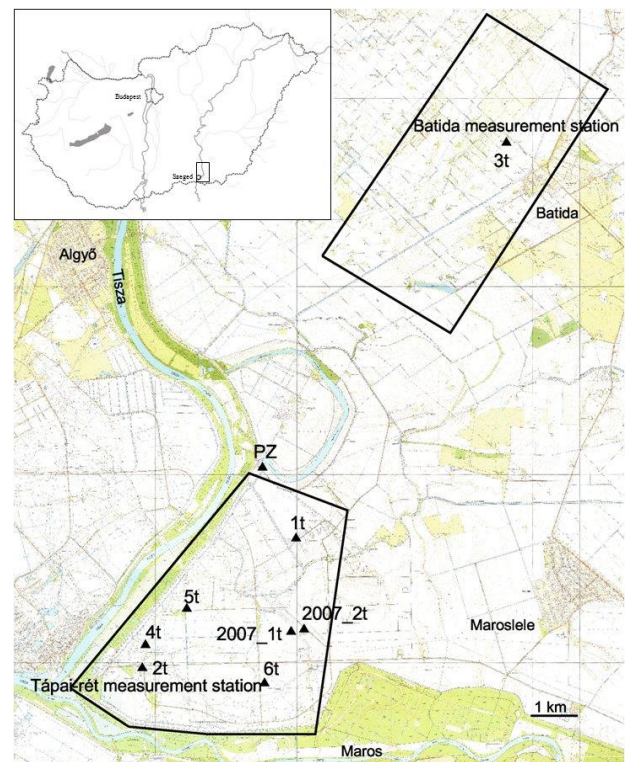 Budapest
Szeged
Batida measurement station
3t
Batida
Algyő
Tisza
PZ
1t
5t
2007_2t
2007_1t
4t
Maroslele
2t
6t
Tápai-rét measurement station
1 km
Maros